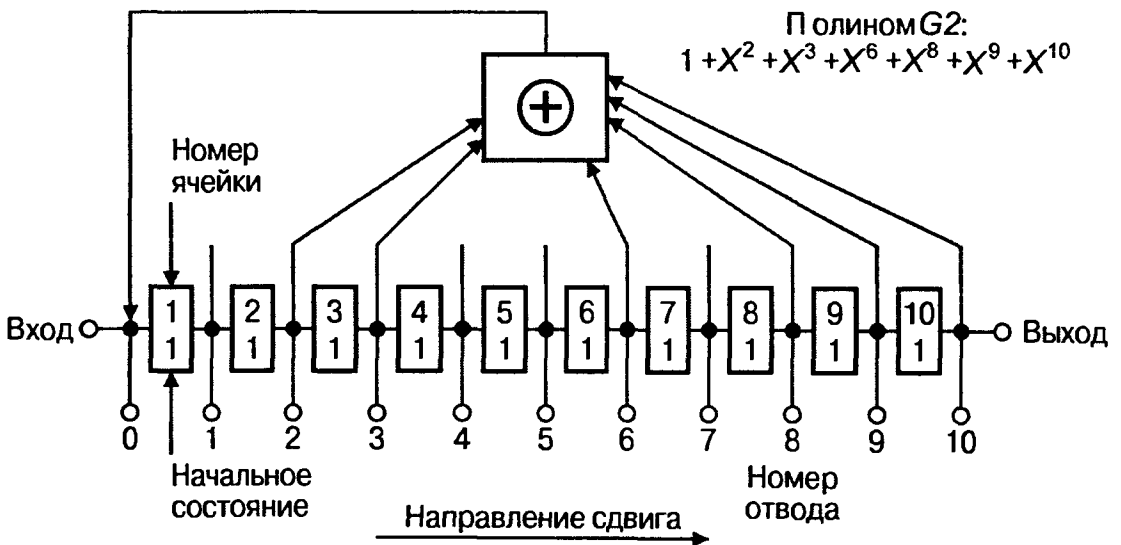 Полином G2:
1 + X² + X³ + X⁶ + X⁸ + X⁹ + X¹⁰
Номер
ячейки
1 2 3 4 5 6 7 8 9 10
Вход
Выход
1 1 1 1 1 1 1 1 1 1
0 1 2 3 4 5 6 7 8 9 10
Начальное
состояние
Номер
отвода
Направление сдвига